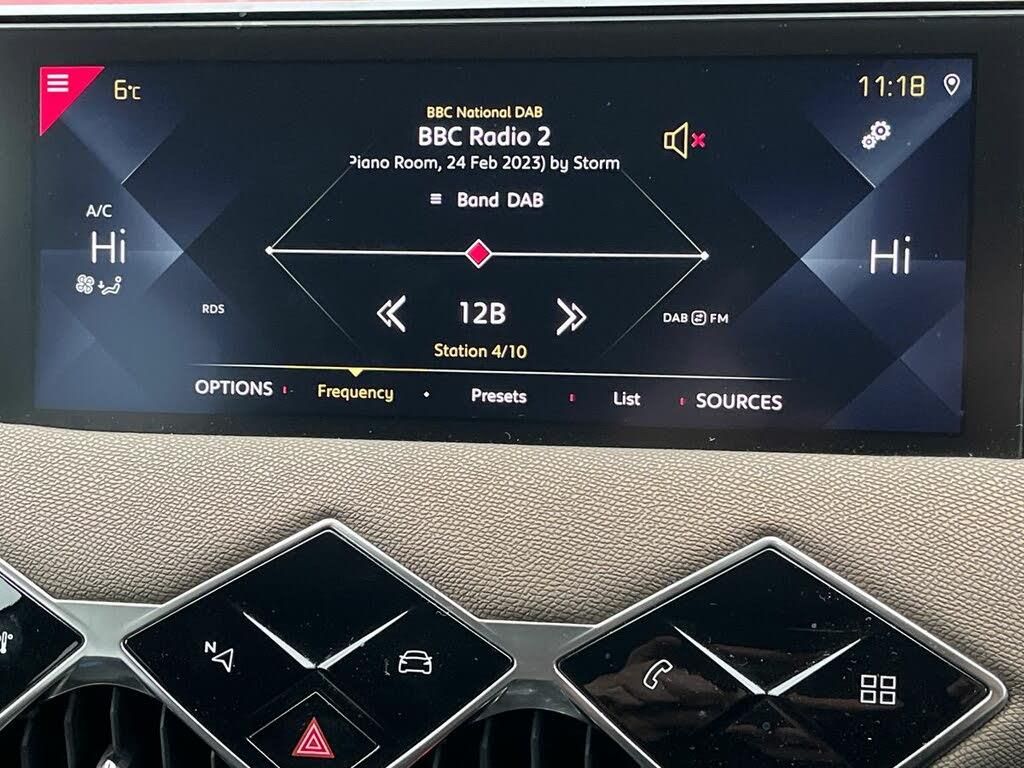 6°C
11:18
BBC National DAB
BBC Radio 2
Piano Room, 24 Feb 2023) by Storm
Band DAB
A/C
Hi
Hi
RDS
12B
DAB FM
Station 4/10
OPTIONS
Frequency
Presets
List
SOURCES
N